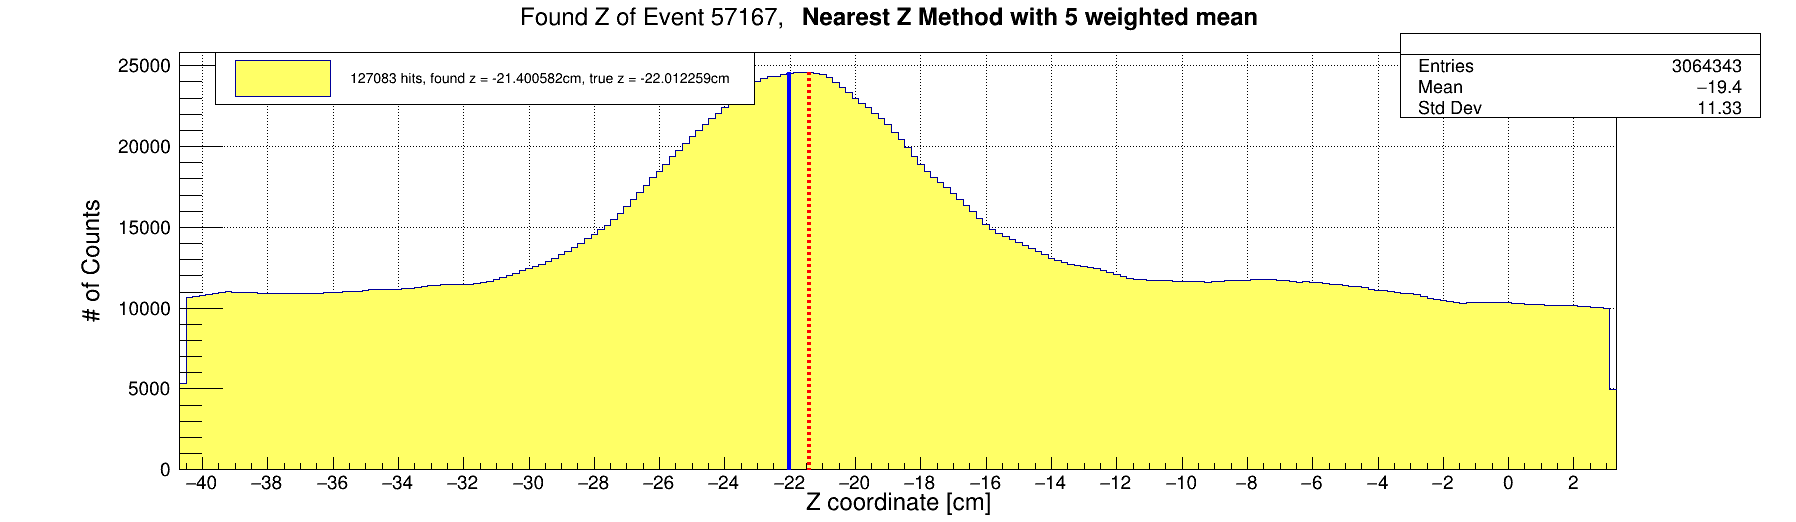 Found Z of Event 57167, Nearest Z Method with 5 weighted mean
127083 hits, found z = -21.400582cm, true z = -22.012259cm
Entries 3064343
Mean −19.4
Std Dev 11.33
# of Counts
25000
20000
15000
10000
5000
0
−40 −38 −36 −34 −32 −30 −28 −26 −24 −22 −20 −18 −16 −14 −12 −10 −8 −6 −4 −2 0 2
Z coordinate [cm]